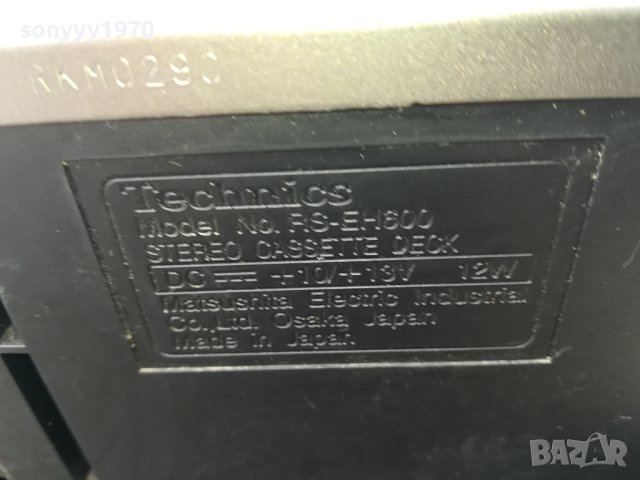 sonyyy1970
RKM0290
Technics
Model No. RS-EH600
STEREO CASSETTE DECK
DC ⎓ +10/+13V 12W
Matsushita Electric Industrial
Co.,Ltd. Osaka Japan
Made in Japan
BAZAR